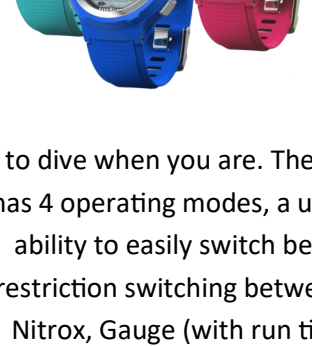 to dive when you are. The
has 4 operating modes, a u
ability to easily switch be
restriction switching betwe
Nitrox, Gauge (with run ti